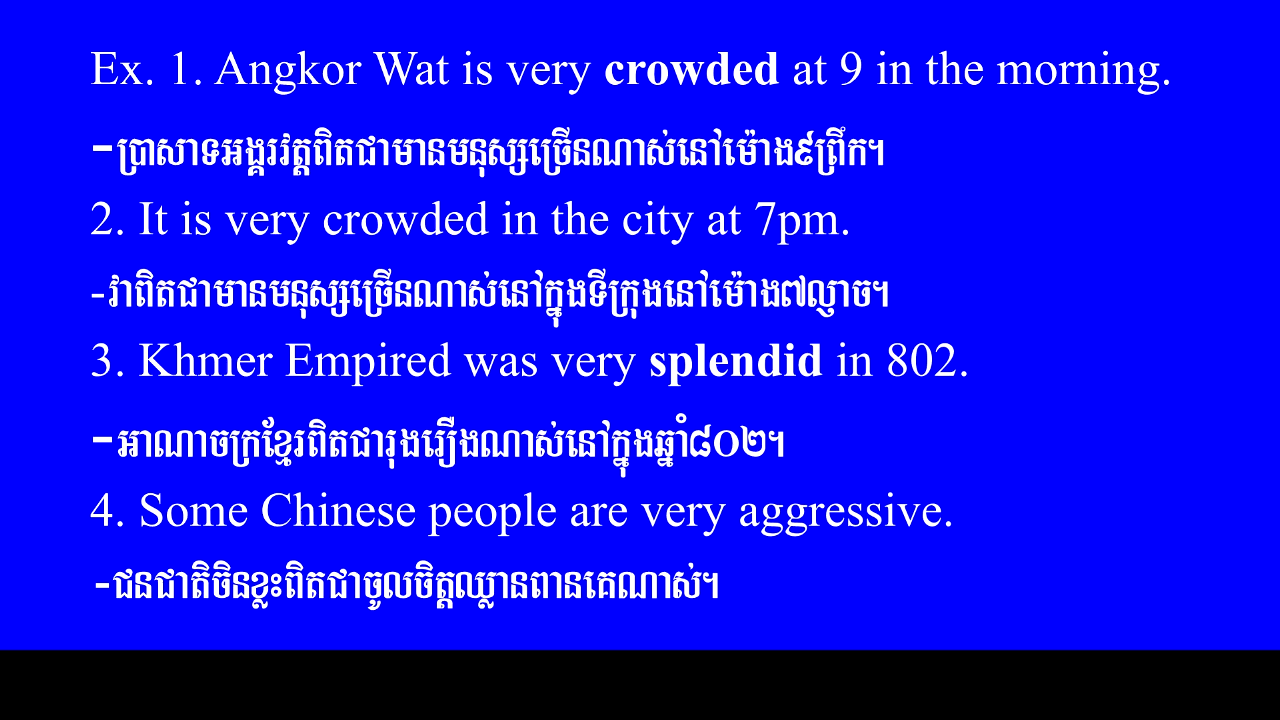 Ex. 1. Angkor Wat is very crowded at 9 in the morning.
-ប្រាសាទអង្គរវត្តពិតជាមានមនុស្សច្រើនណាស់នៅម៉ោង៩ព្រឹក។
2. It is very crowded in the city at 7pm.
-វាពិតជាមានមនុស្សច្រើនណាស់នៅក្នុងទីក្រុងនៅម៉ោង៧ល្ងាច។
3. Khmer Empired was very splendid in 802.
-អាណាចក្រខ្មែរពិតជារុងរឿងណាស់នៅក្នុងឆ្នាំ៨០២។
4. Some Chinese people are very aggressive.
-ជនជាតិចិនខ្លះពិតជាចូលចិត្តឈ្លានពានគេណាស់។